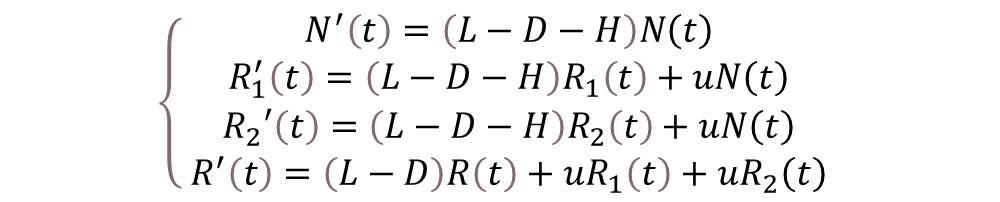 N′(t) = (L − D − H)N(t)
R₁′(t) = (L − D − H)R₁(t) + uN(t)
R₂′(t) = (L − D − H)R₂(t) + uN(t)
R′(t) = (L − D)R(t) + uR₁(t) + uR₂(t)